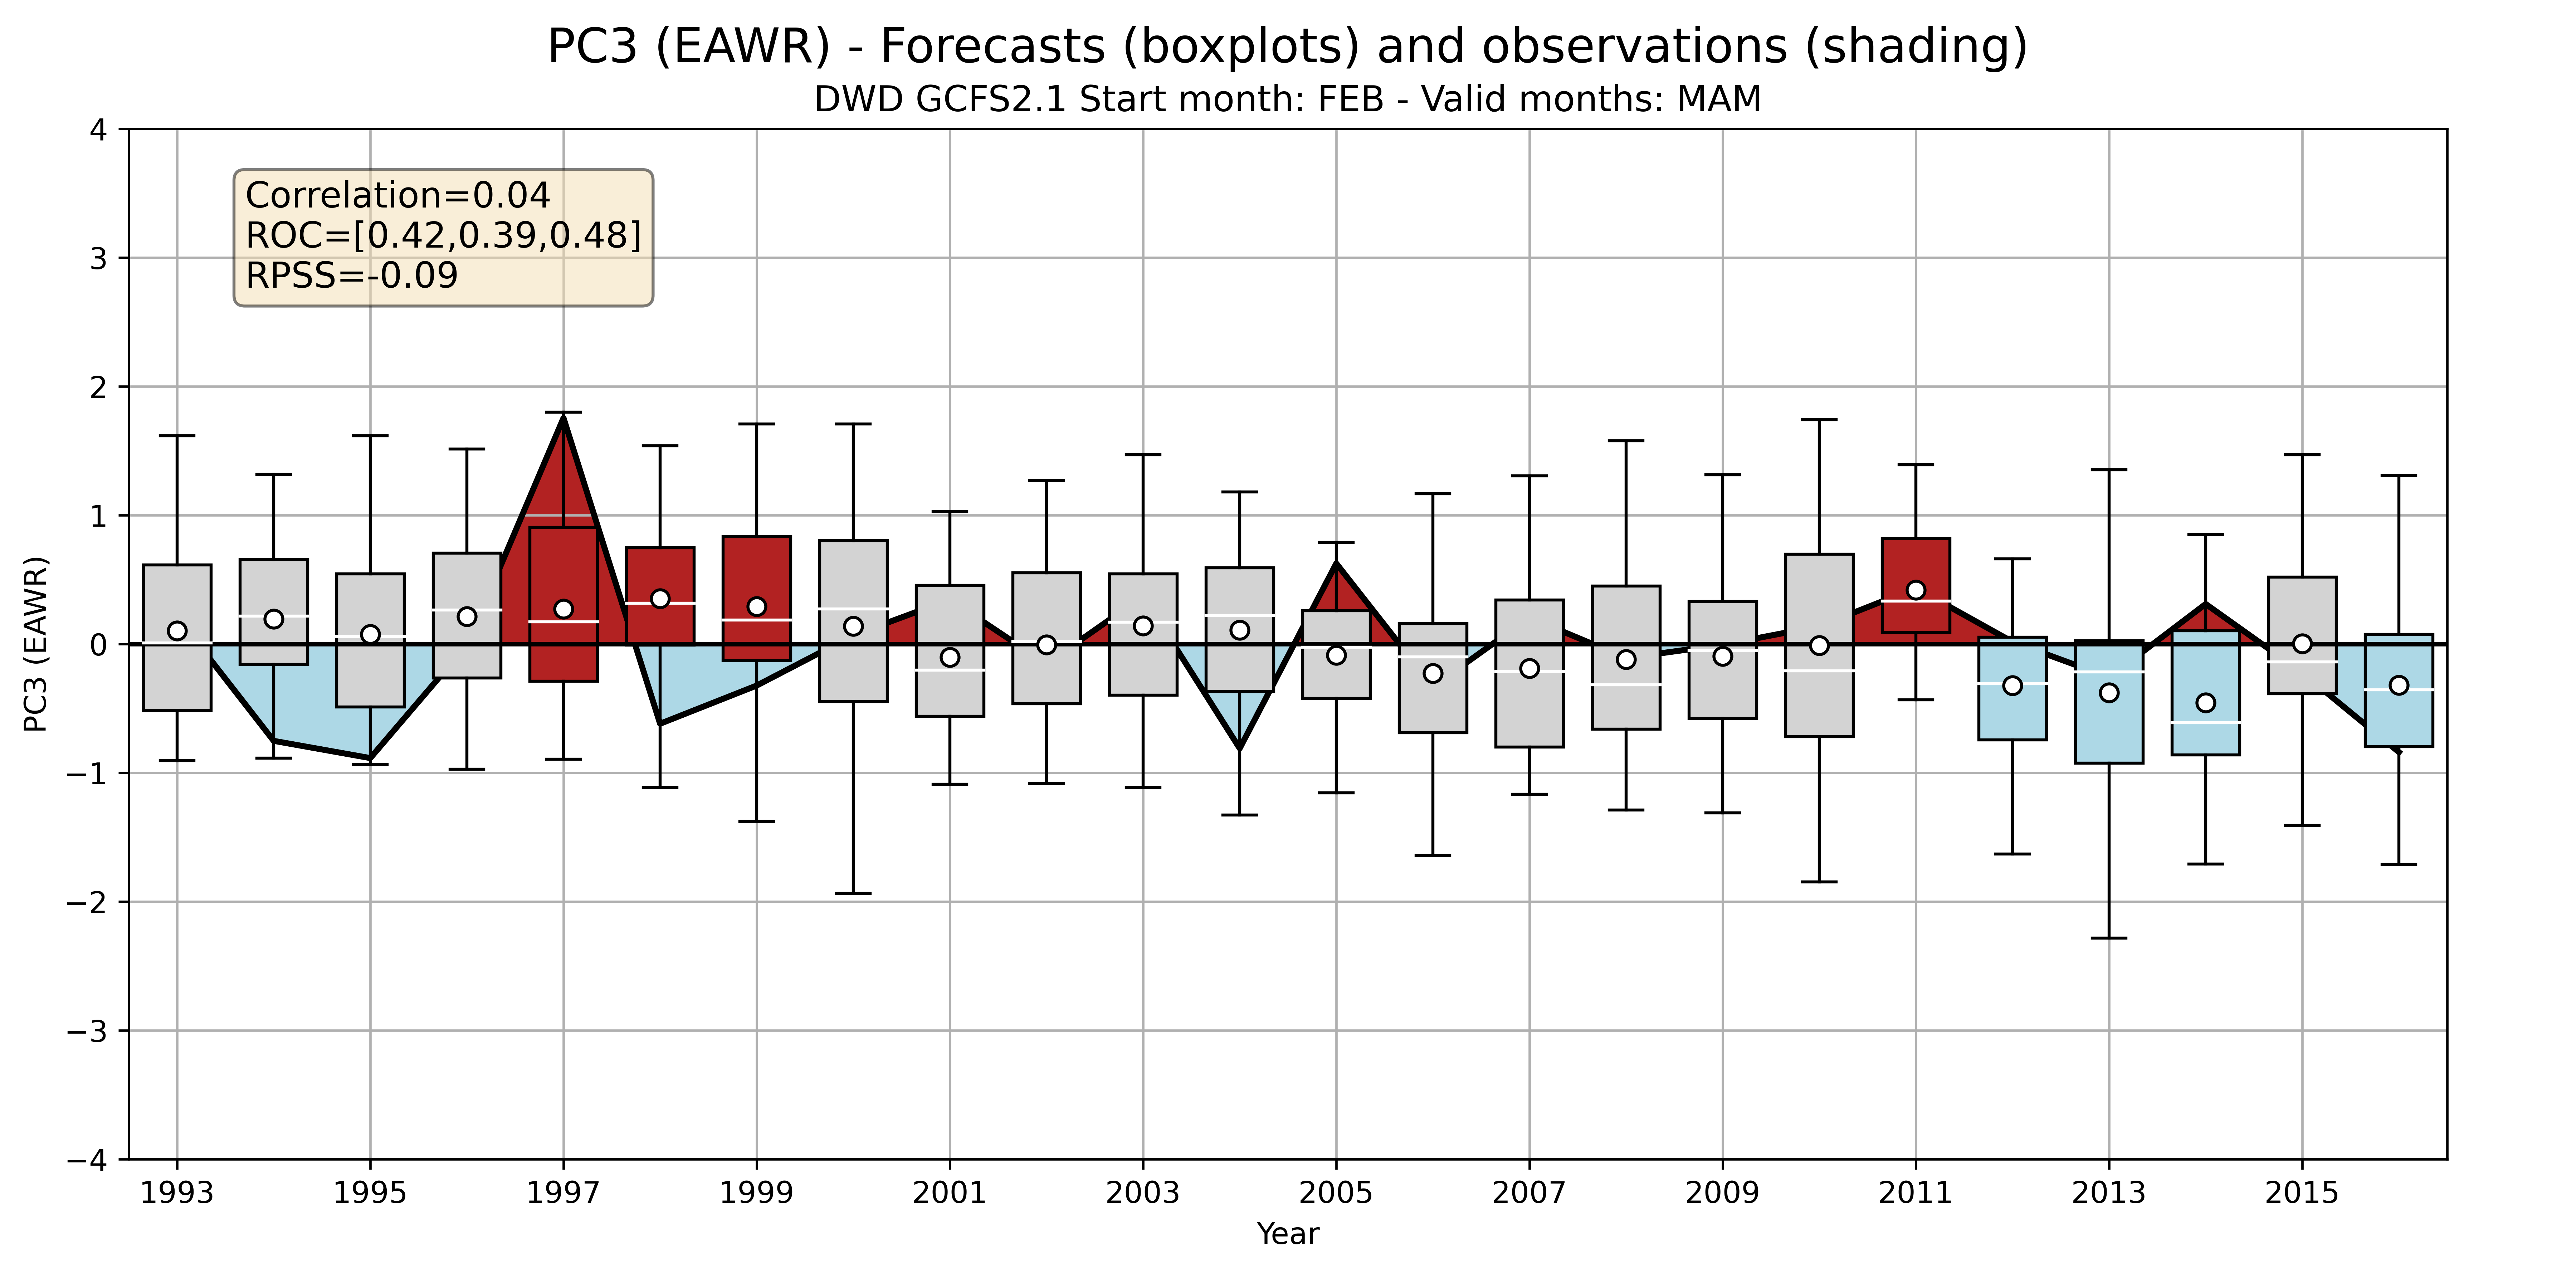 PC3 (EAWR) - Forecasts (boxplots) and observations (shading)
DWD GCFS2.1 Start month: FEB - Valid months: MAM
Correlation=0.04
ROC=[0.42,0.39,0.48]
RPSS=-0.09
PC3 (EAWR)
4
3
2
1
0
−1
−2
−3
−4
1993 1995 1997 1999 2001 2003 2005 2007 2009 2011 2013 2015
Year